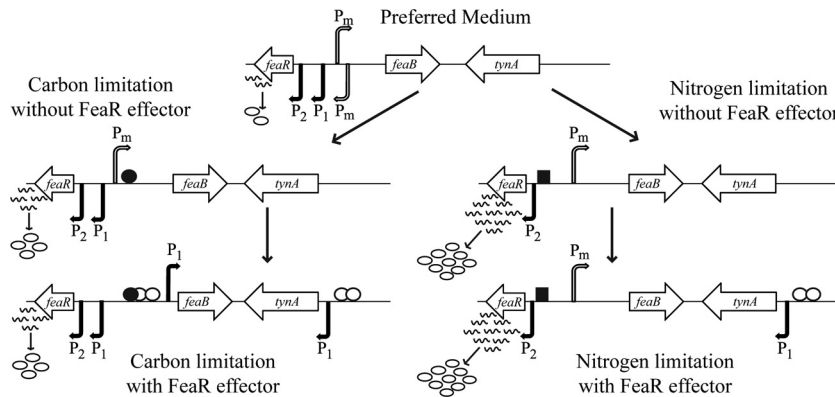 Preferred Medium
Pm
feaR
feaB
tynA
P2
P1
Pm
Carbon limitation
without FeaR effector
Nitrogen limitation
without FeaR effector
Pm
feaR
feaB
tynA
P2
P1
Pm
feaR
feaB
tynA
P2
P1
feaR
feaB
tynA
P2
P1
P1
Pm
feaR
feaB
tynA
P2
P1
Carbon limitation
with FeaR effector
Nitrogen limitation
with FeaR effector